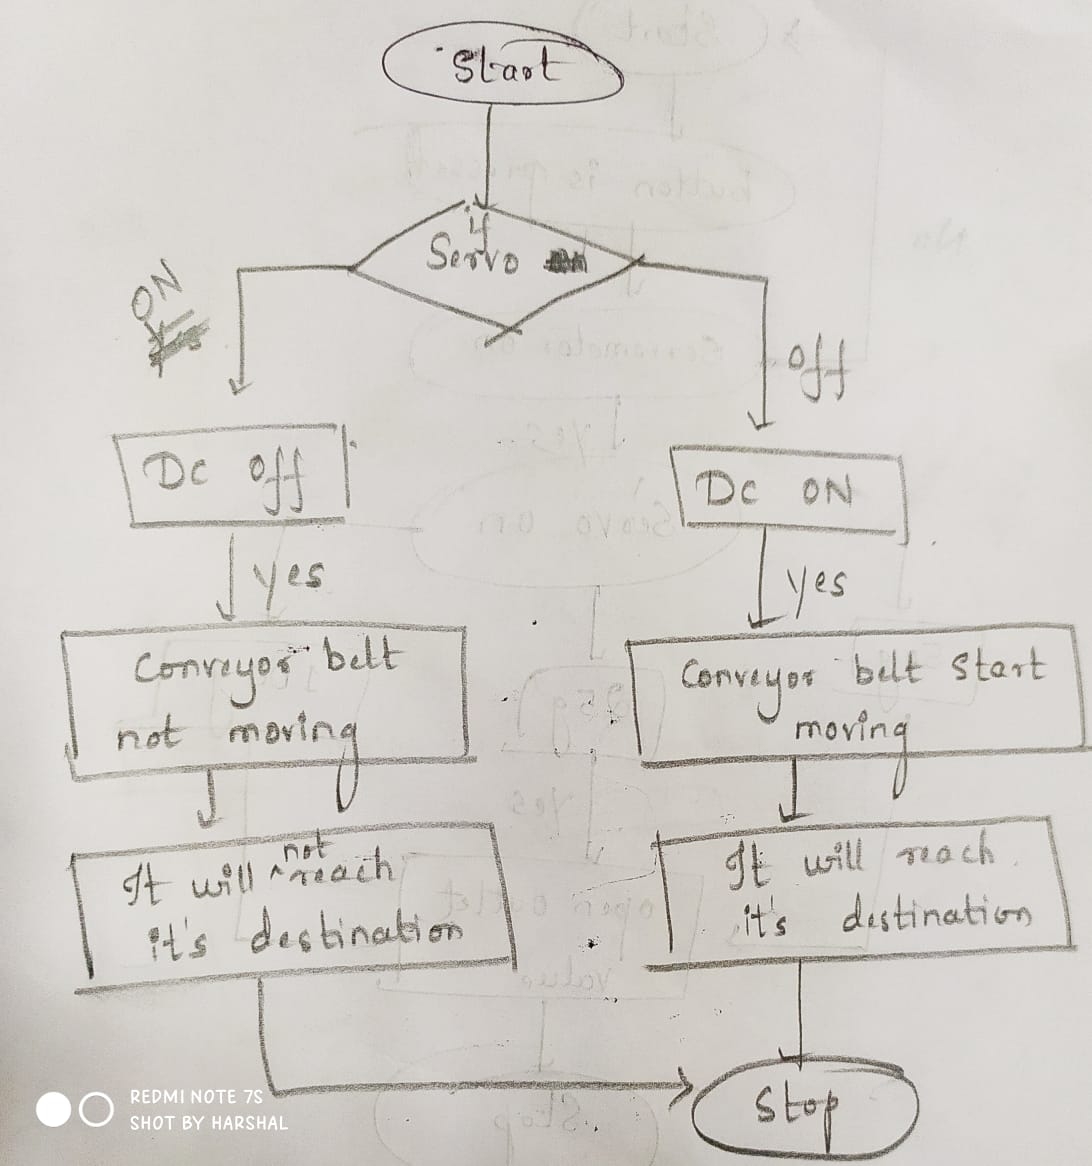 Start
if
Servo
ON
off
Dc off
Dc ON
yes
yes
Conveyor belt
not moving
Conveyor belt start
moving
It will not reach
it's destination
It will reach
it's destination
Stop
REDMI NOTE 7S
SHOT BY HARSHAL